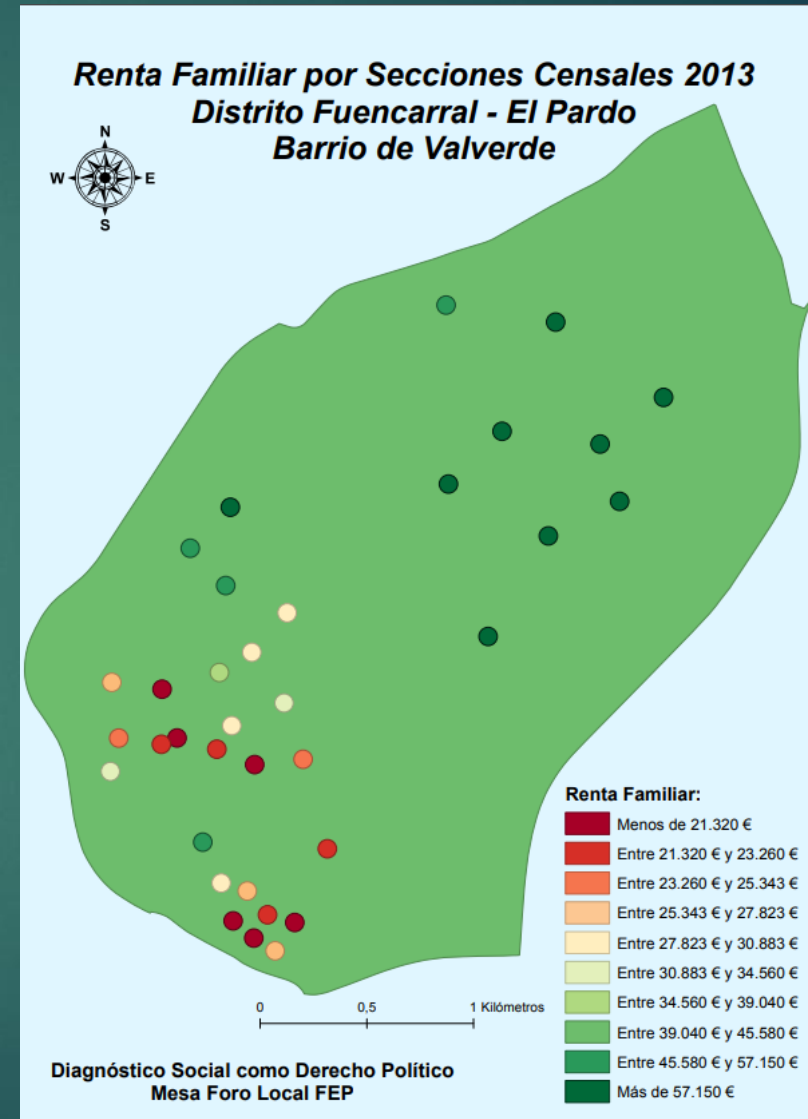 Renta Familiar por Secciones Censales 2013
Distrito Fuencarral - El Pardo
Barrio de Valverde
N
W E
S
Renta Familiar:
Menos de 21.320 €
Entre 21.320 € y 23.260 €
Entre 23.260 € y 25.343 €
Entre 25.343 € y 27.823 €
Entre 27.823 € y 30.883 €
Entre 30.883 € y 34.560 €
Entre 34.560 € y 39.040 €
Entre 39.040 € y 45.580 €
Entre 45.580 € y 57.150 €
Más de 57.150 €
0 0,5 1 Kilómetros
Diagnóstico Social como Derecho Político
Mesa Foro Local FEP